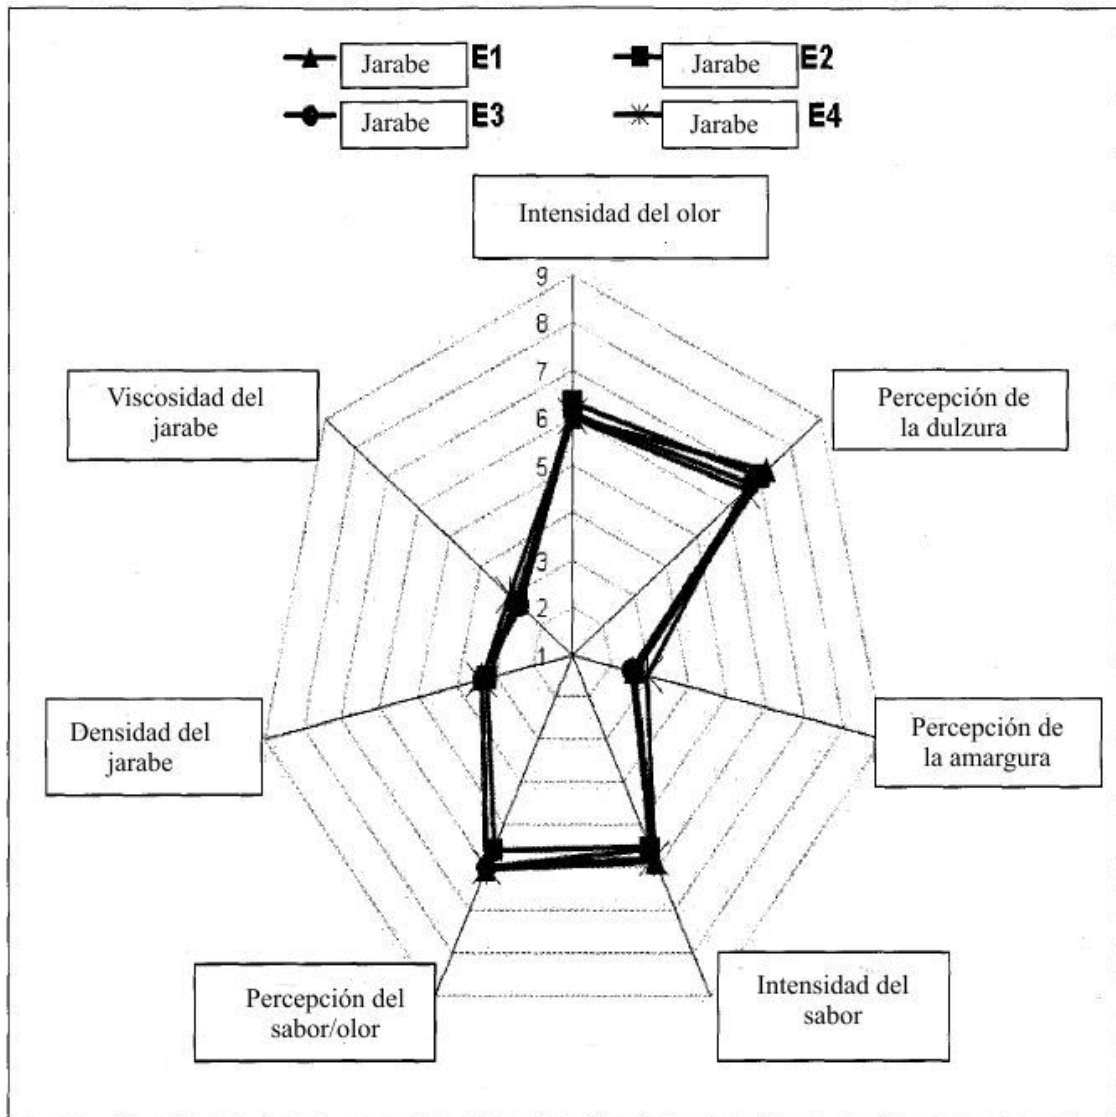 Jarabe E1
Jarabe E2
Jarabe E3
Jarabe E4
Intensidad del olor
9
8
7
6
5
3
2
1
Viscosidad del
jarabe
Percepción de
la dulzura
Densidad del
jarabe
Percepción de
la amargura
Percepción del
sabor/olor
Intensidad del
sabor